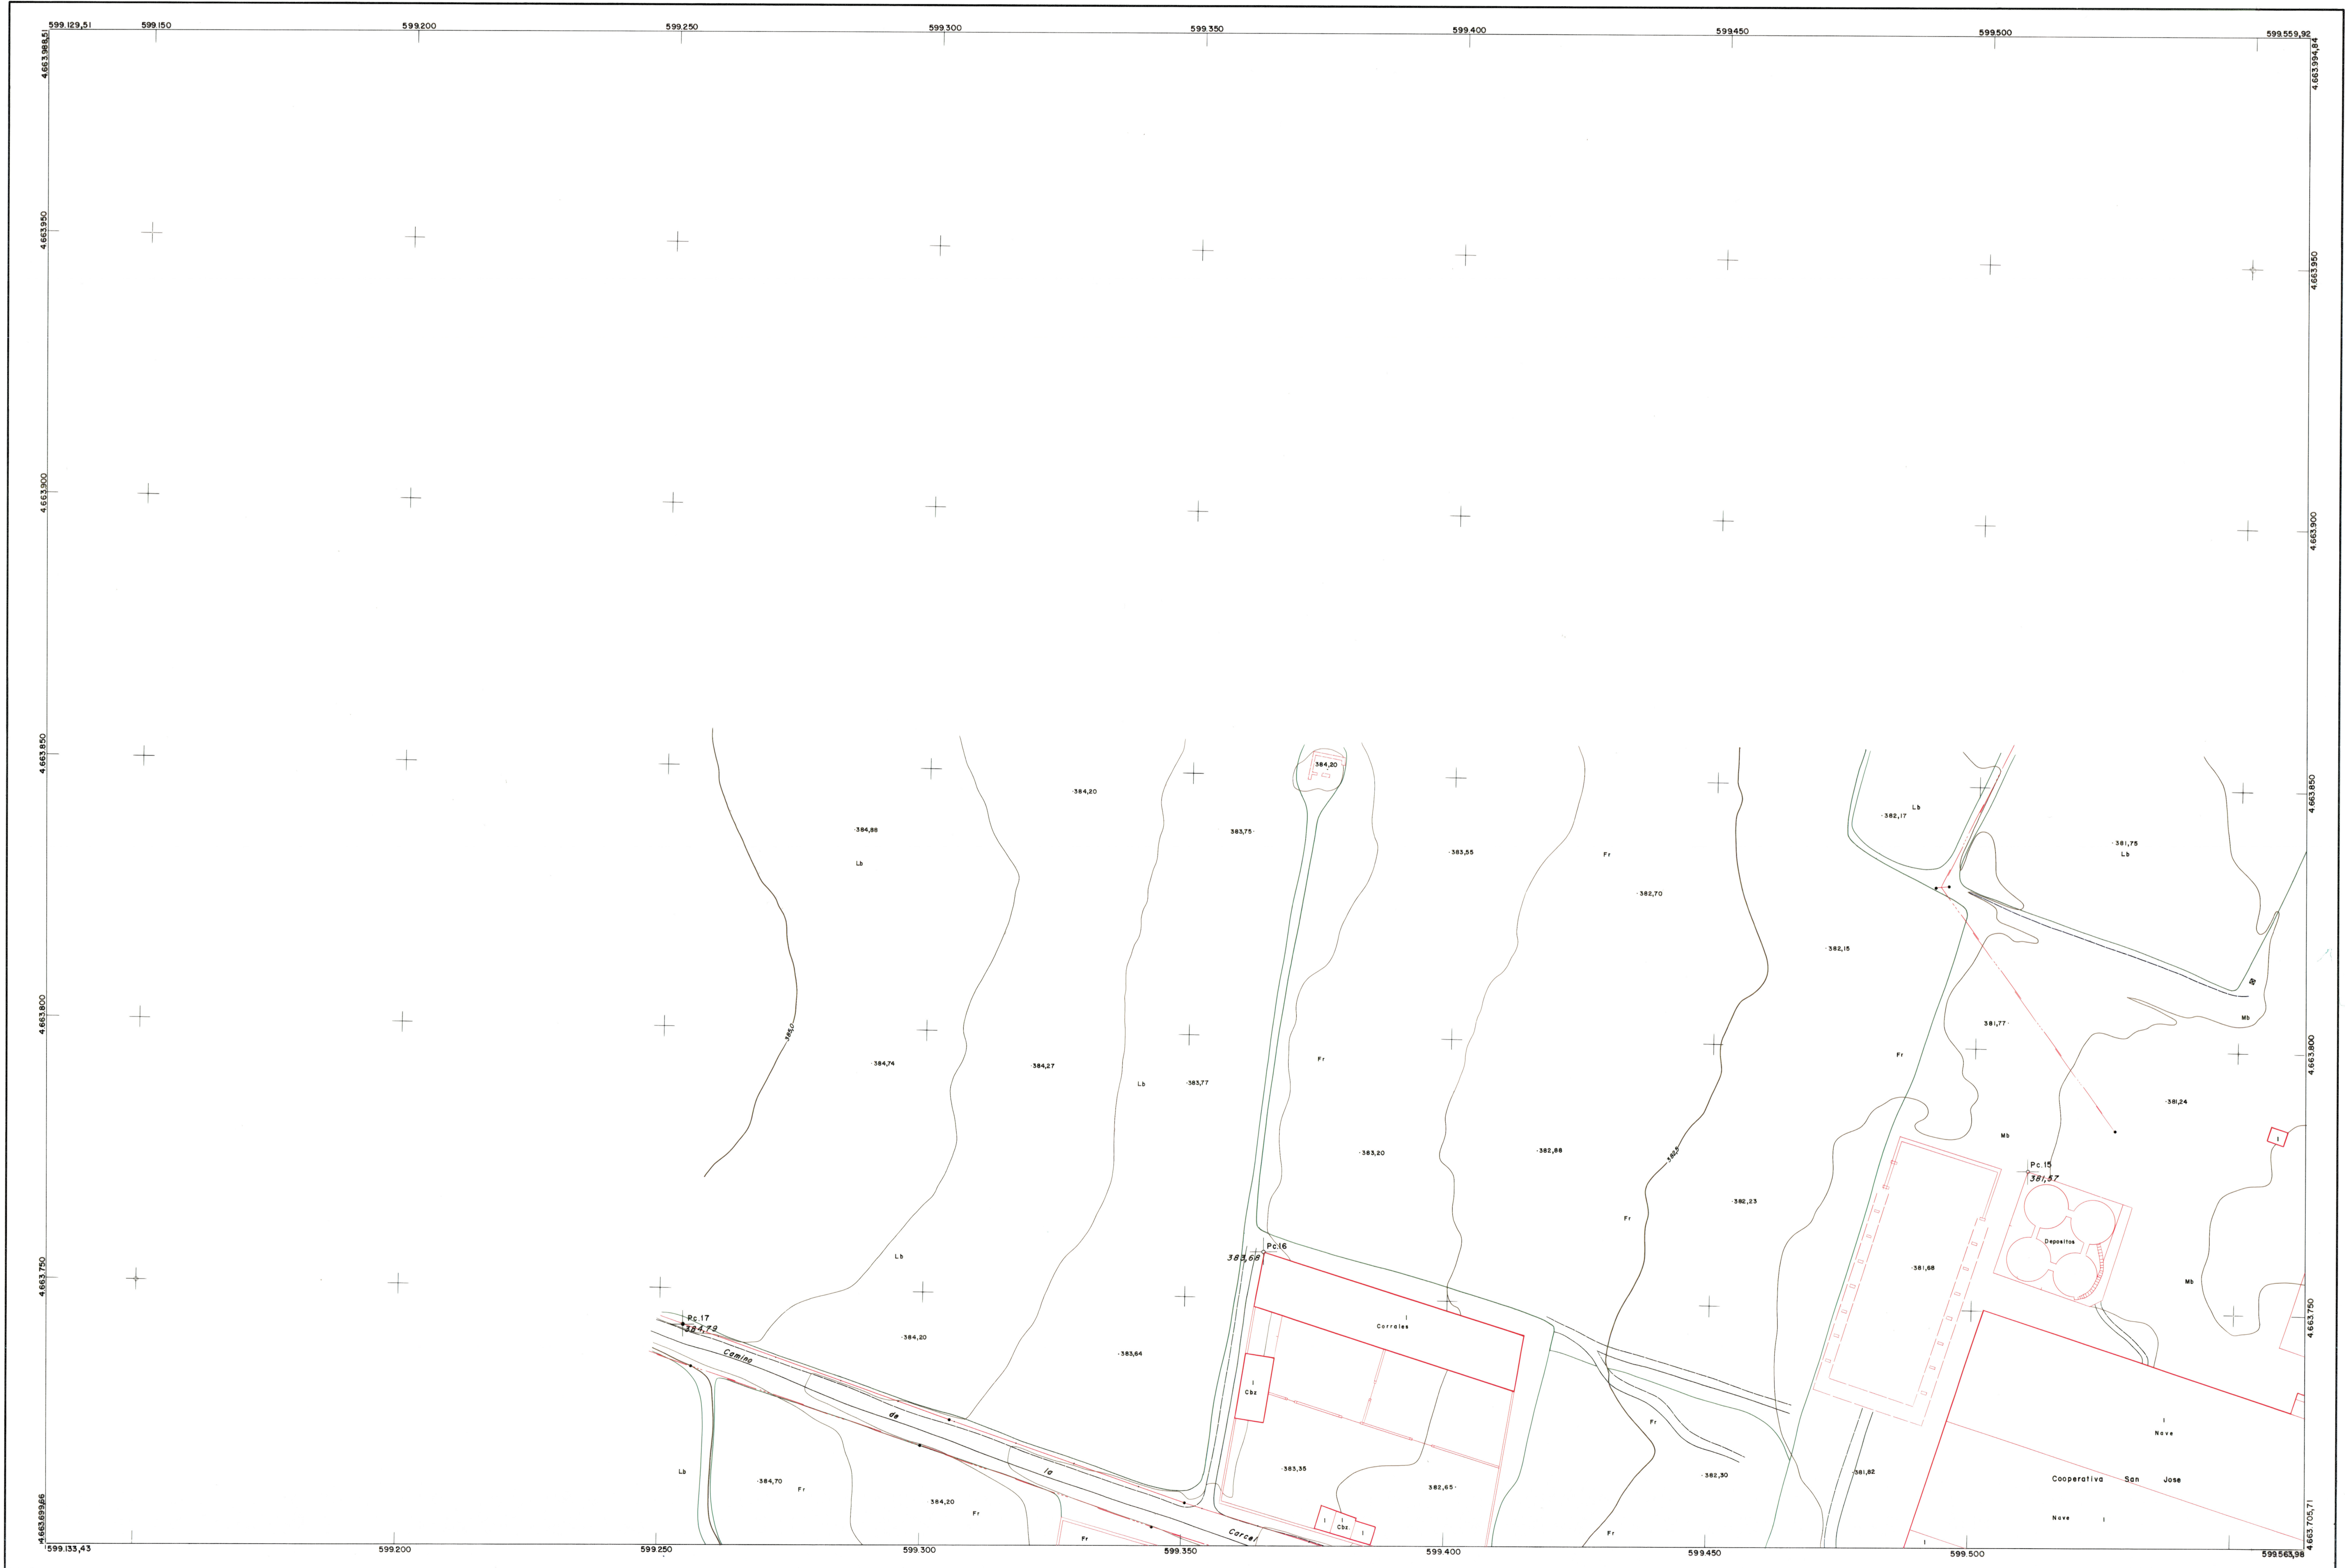 599.129,51 599.150 599.200 599.250 599.300 599.350 599.400 599.450 599.500 599.559,92
4.663.988,51
4.663.994,84
4.663.950
4.663.950
4.663.900
4.663.900
4.663.850
4.663.850
384,20
384,20
Lb
382,17
384,88
383,75
381,75
Lb
383,55
Fr
Lb
382,70
382,15
4.663.800
4.663.800
385,0
Mb
381,77
Fr
Fr
384,74
384,27
Lb
383,77
381,24
Mb
I
383,20
382,88
382,5
Pc.15
381,57
382,23
Fr
Depositos
Pc.16
383,68
Lb
381,68
4.663.750
Mb
4.663.750
Pc.17
384,79
I
Corrales
384,20
Camino
383,64
I
Cbz
de
Fr
I
Nave
la
Lb
384,70
Fr
383,35
382,65
382,30
381,82
Cooperativa San Jose
384,20
Fr
I
I
Cbz.
I
Carcel
Fr
Fr
Nave I
I
4.663.699,66
4.663.705,71
599.133,43 599.200 599.250 599.300 599.350 599.400 599.450 599.500 599.563,98